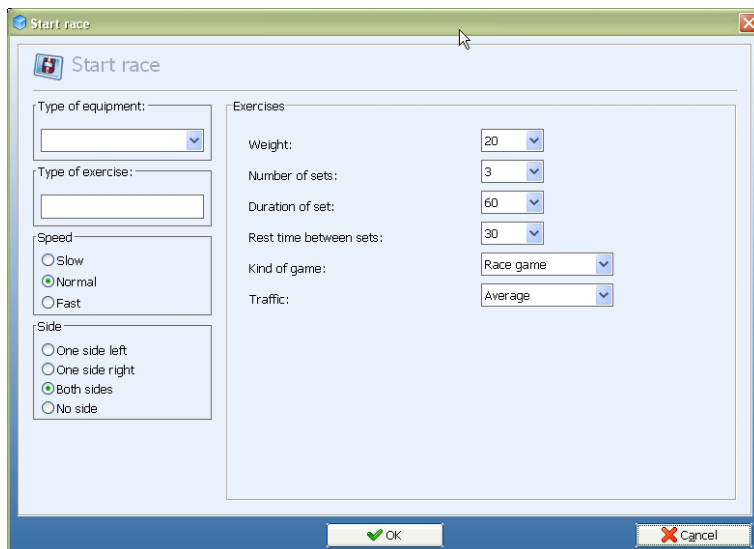 Start race
Start race
Type of equipment:
Type of exercise:
Speed
Slow
Normal
Fast
Side
One side left
One side right
Both sides
No side
Exercises
Weight: 20
Number of sets: 3
Duration of set: 60
Rest time between sets: 30
Kind of game: Race game
Traffic: Average
OK
Cancel